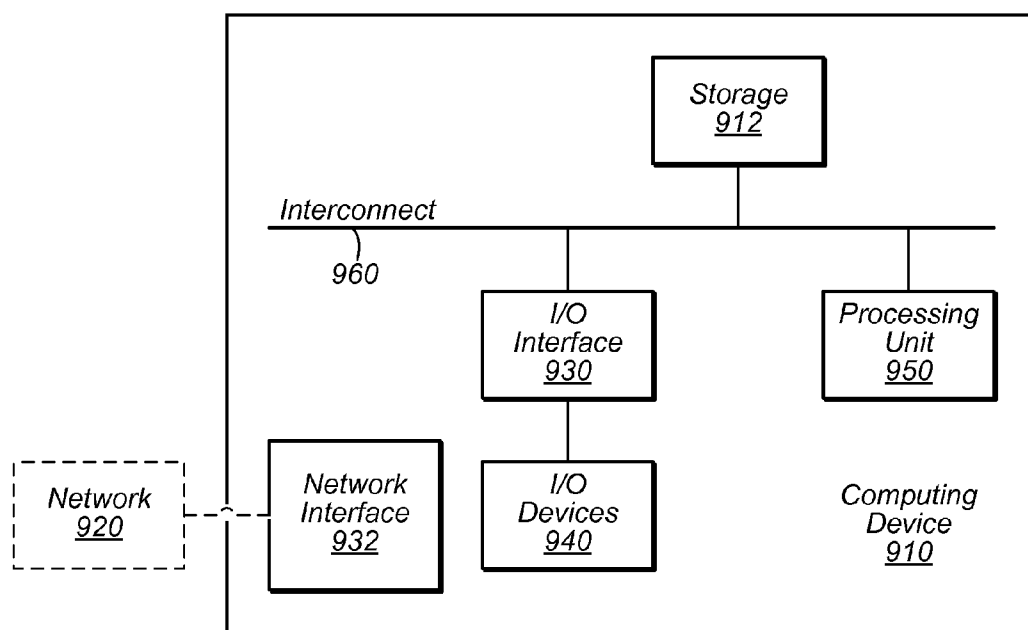 Storage
912
Interconnect
960
I/O
Interface
930
Processing
Unit
950
Network
920
Network
Interface
932
I/O
Devices
940
Computing
Device
910